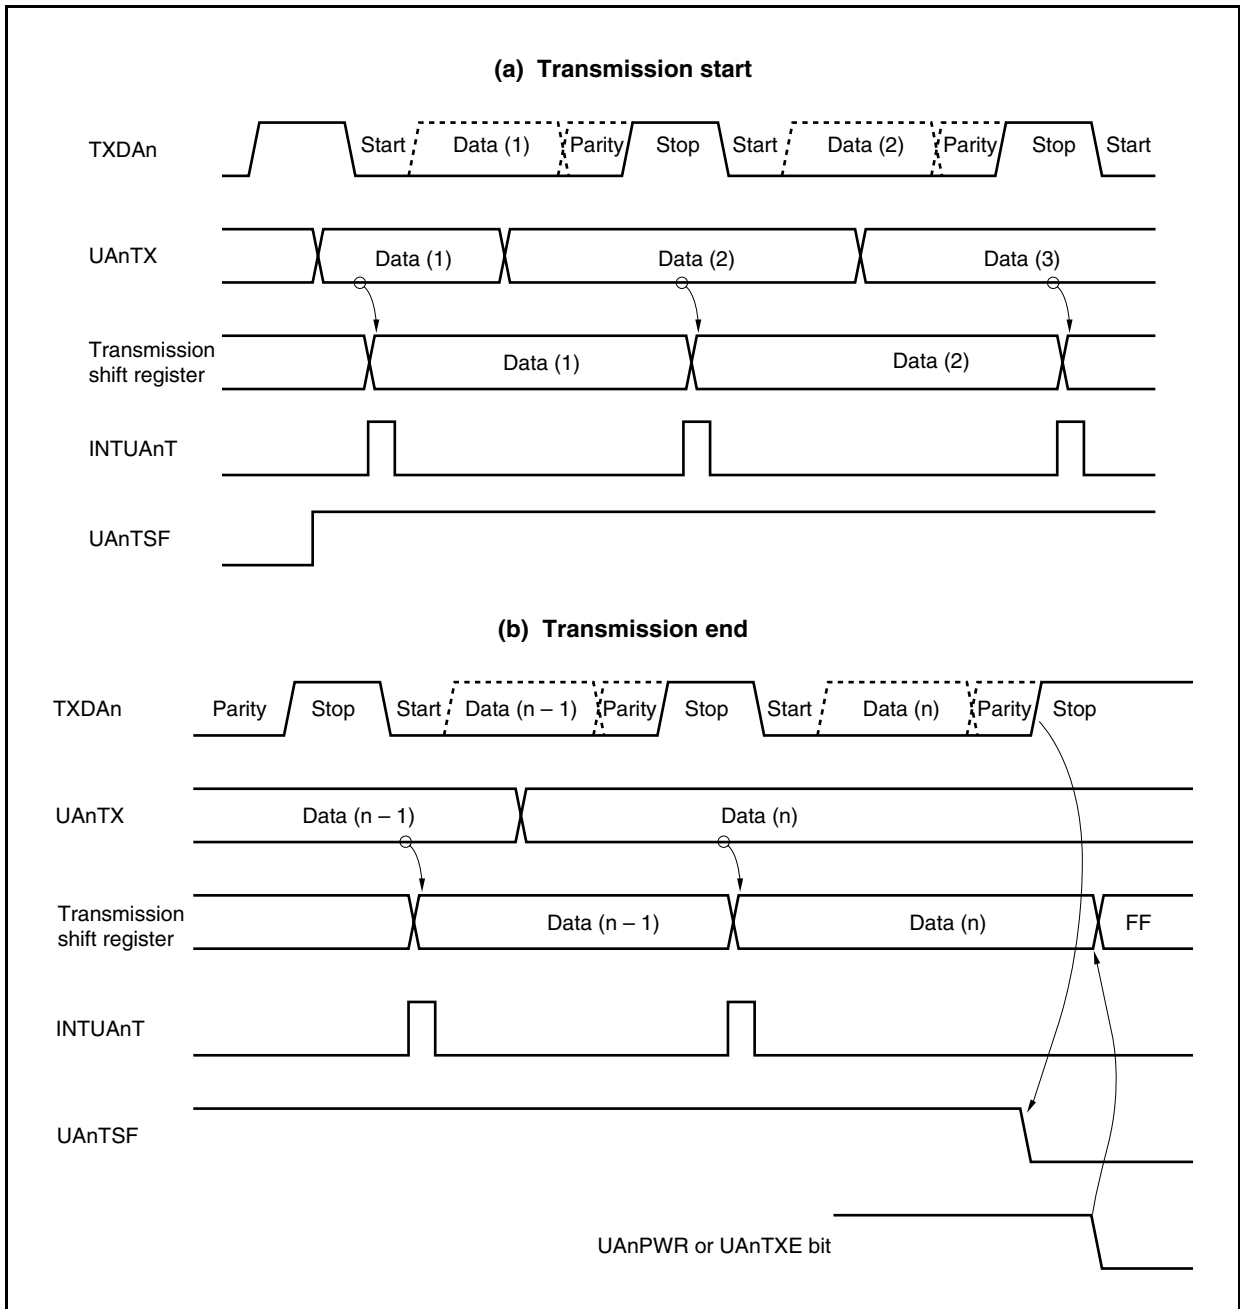 (a) Transmission start
TXDAn Start Data (1) Parity Stop Start Data (2) Parity Stop Start
UAnTX Data (1) Data (2) Data (3)
Transmission
shift register Data (1) Data (2)
INTUAnT
UAnTSF
(b) Transmission end
TXDAn Parity Stop Start Data (n – 1) Parity Stop Start Data (n) Parity Stop
UAnTX Data (n – 1) Data (n)
Transmission
shift register Data (n – 1) Data (n) FF
INTUAnT
UAnTSF
UAnPWR or UAnTXE bit